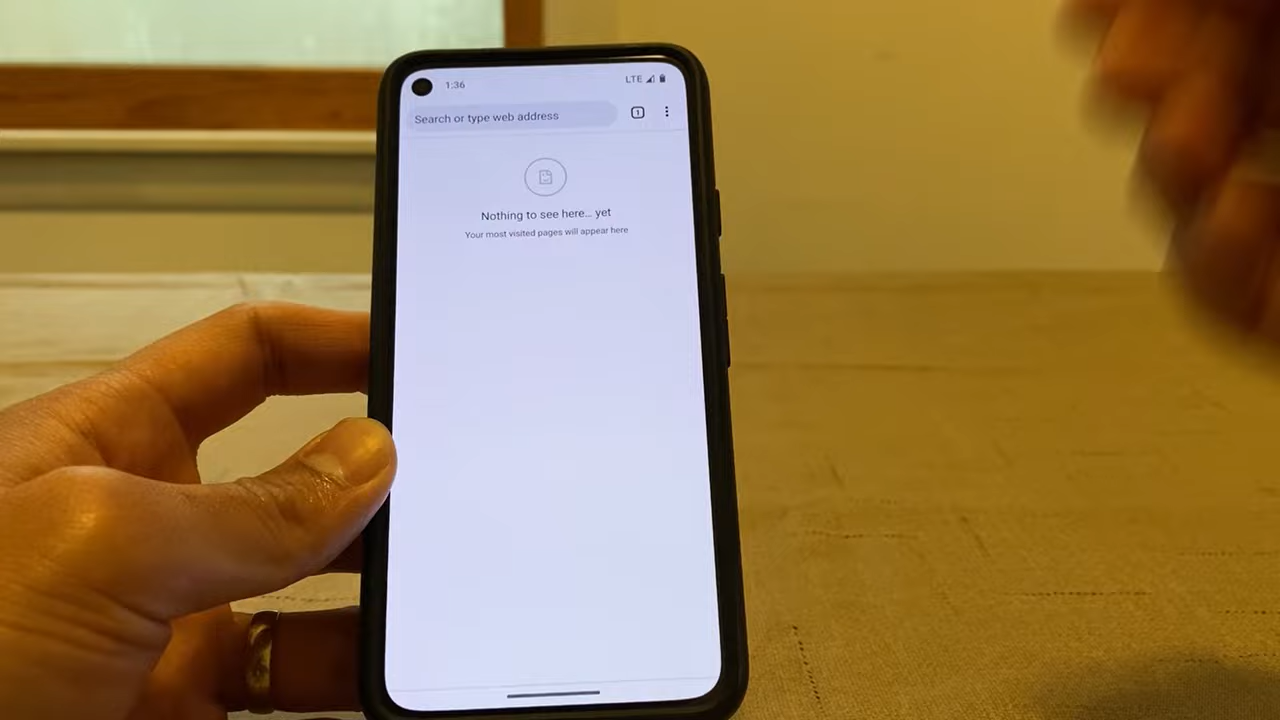 1:36 LTE
Search or type web address 1
Nothing to see here... yet
Your most visited pages will appear here